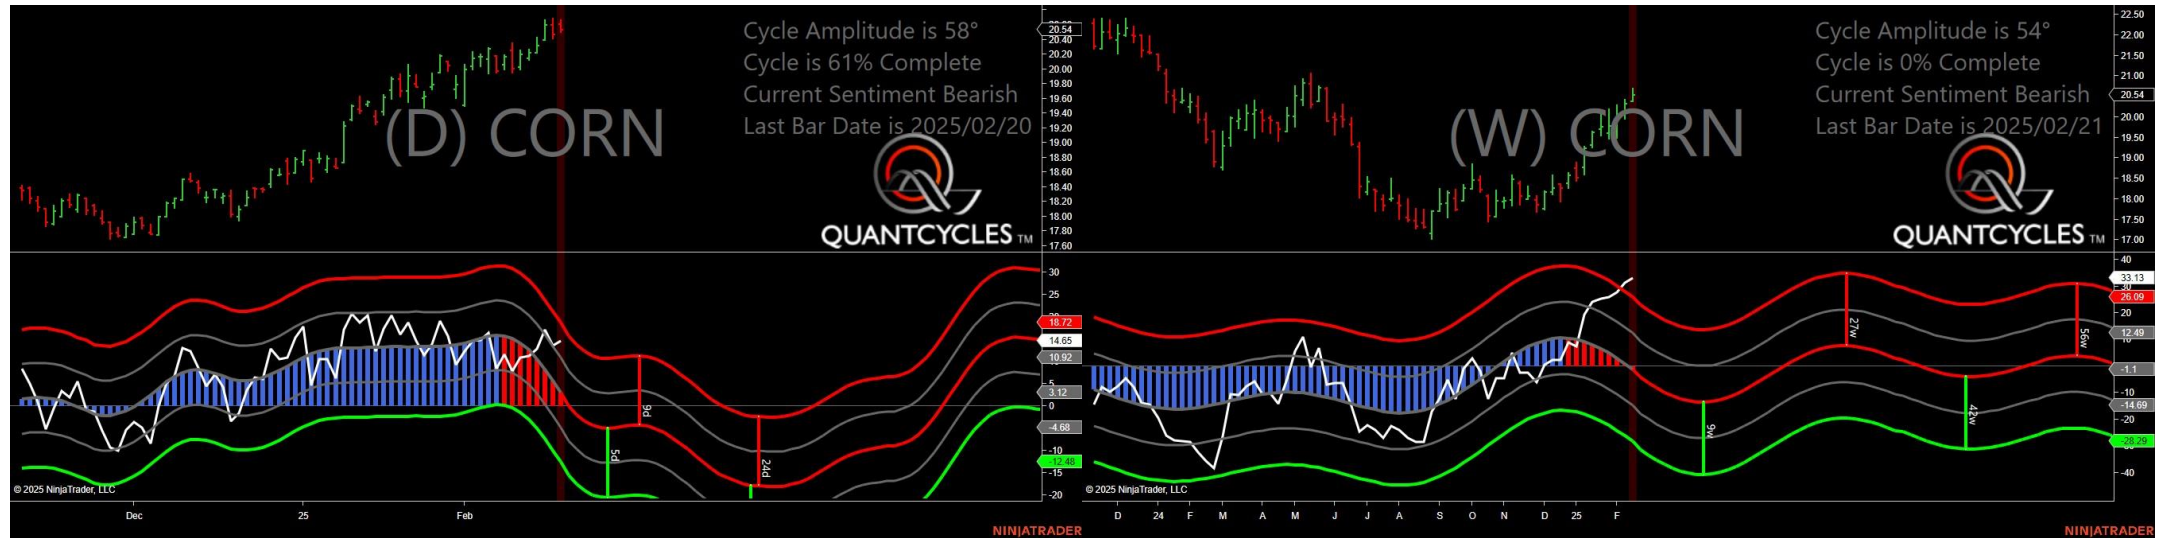 Cycle Amplitude is 58°
Cycle is 61% Complete
Current Sentiment Bearish
Last Bar Date is 2025/02/20
(D) CORN
QUANTCYCLES TM
20.54
20.40
20.20
20.00
19.80
19.60
19.40
19.20
19.00
18.80
18.60
18.40
18.20
18.00
17.80
17.60
30
25
18.72
14.65
10.92
5
3.12
0
-4.68
-10
-12.48
-15
-20
9d
5d
24d
© 2025 NinjaTrader, LLC
Dec
25
Feb
NINJATRADER
Cycle Amplitude is 54°
Cycle is 0% Complete
Current Sentiment Bearish
Last Bar Date is 2025/02/21
(W) CORN
QUANTCYCLES TM
22.50
22.00
21.50
21.00
20.54
20.00
19.50
19.00
18.50
18.00
17.50
17.00
40
33.13
30
26.09
20
12.49
10
-1.1
-10
-14.69
-20
-28.29
-40
27w
56w
9w
42w
© 2025 NinjaTrader, LLC
D
24
F
M
A
M
J
J
A
S
O
N
D
25
F
NINJATRADER